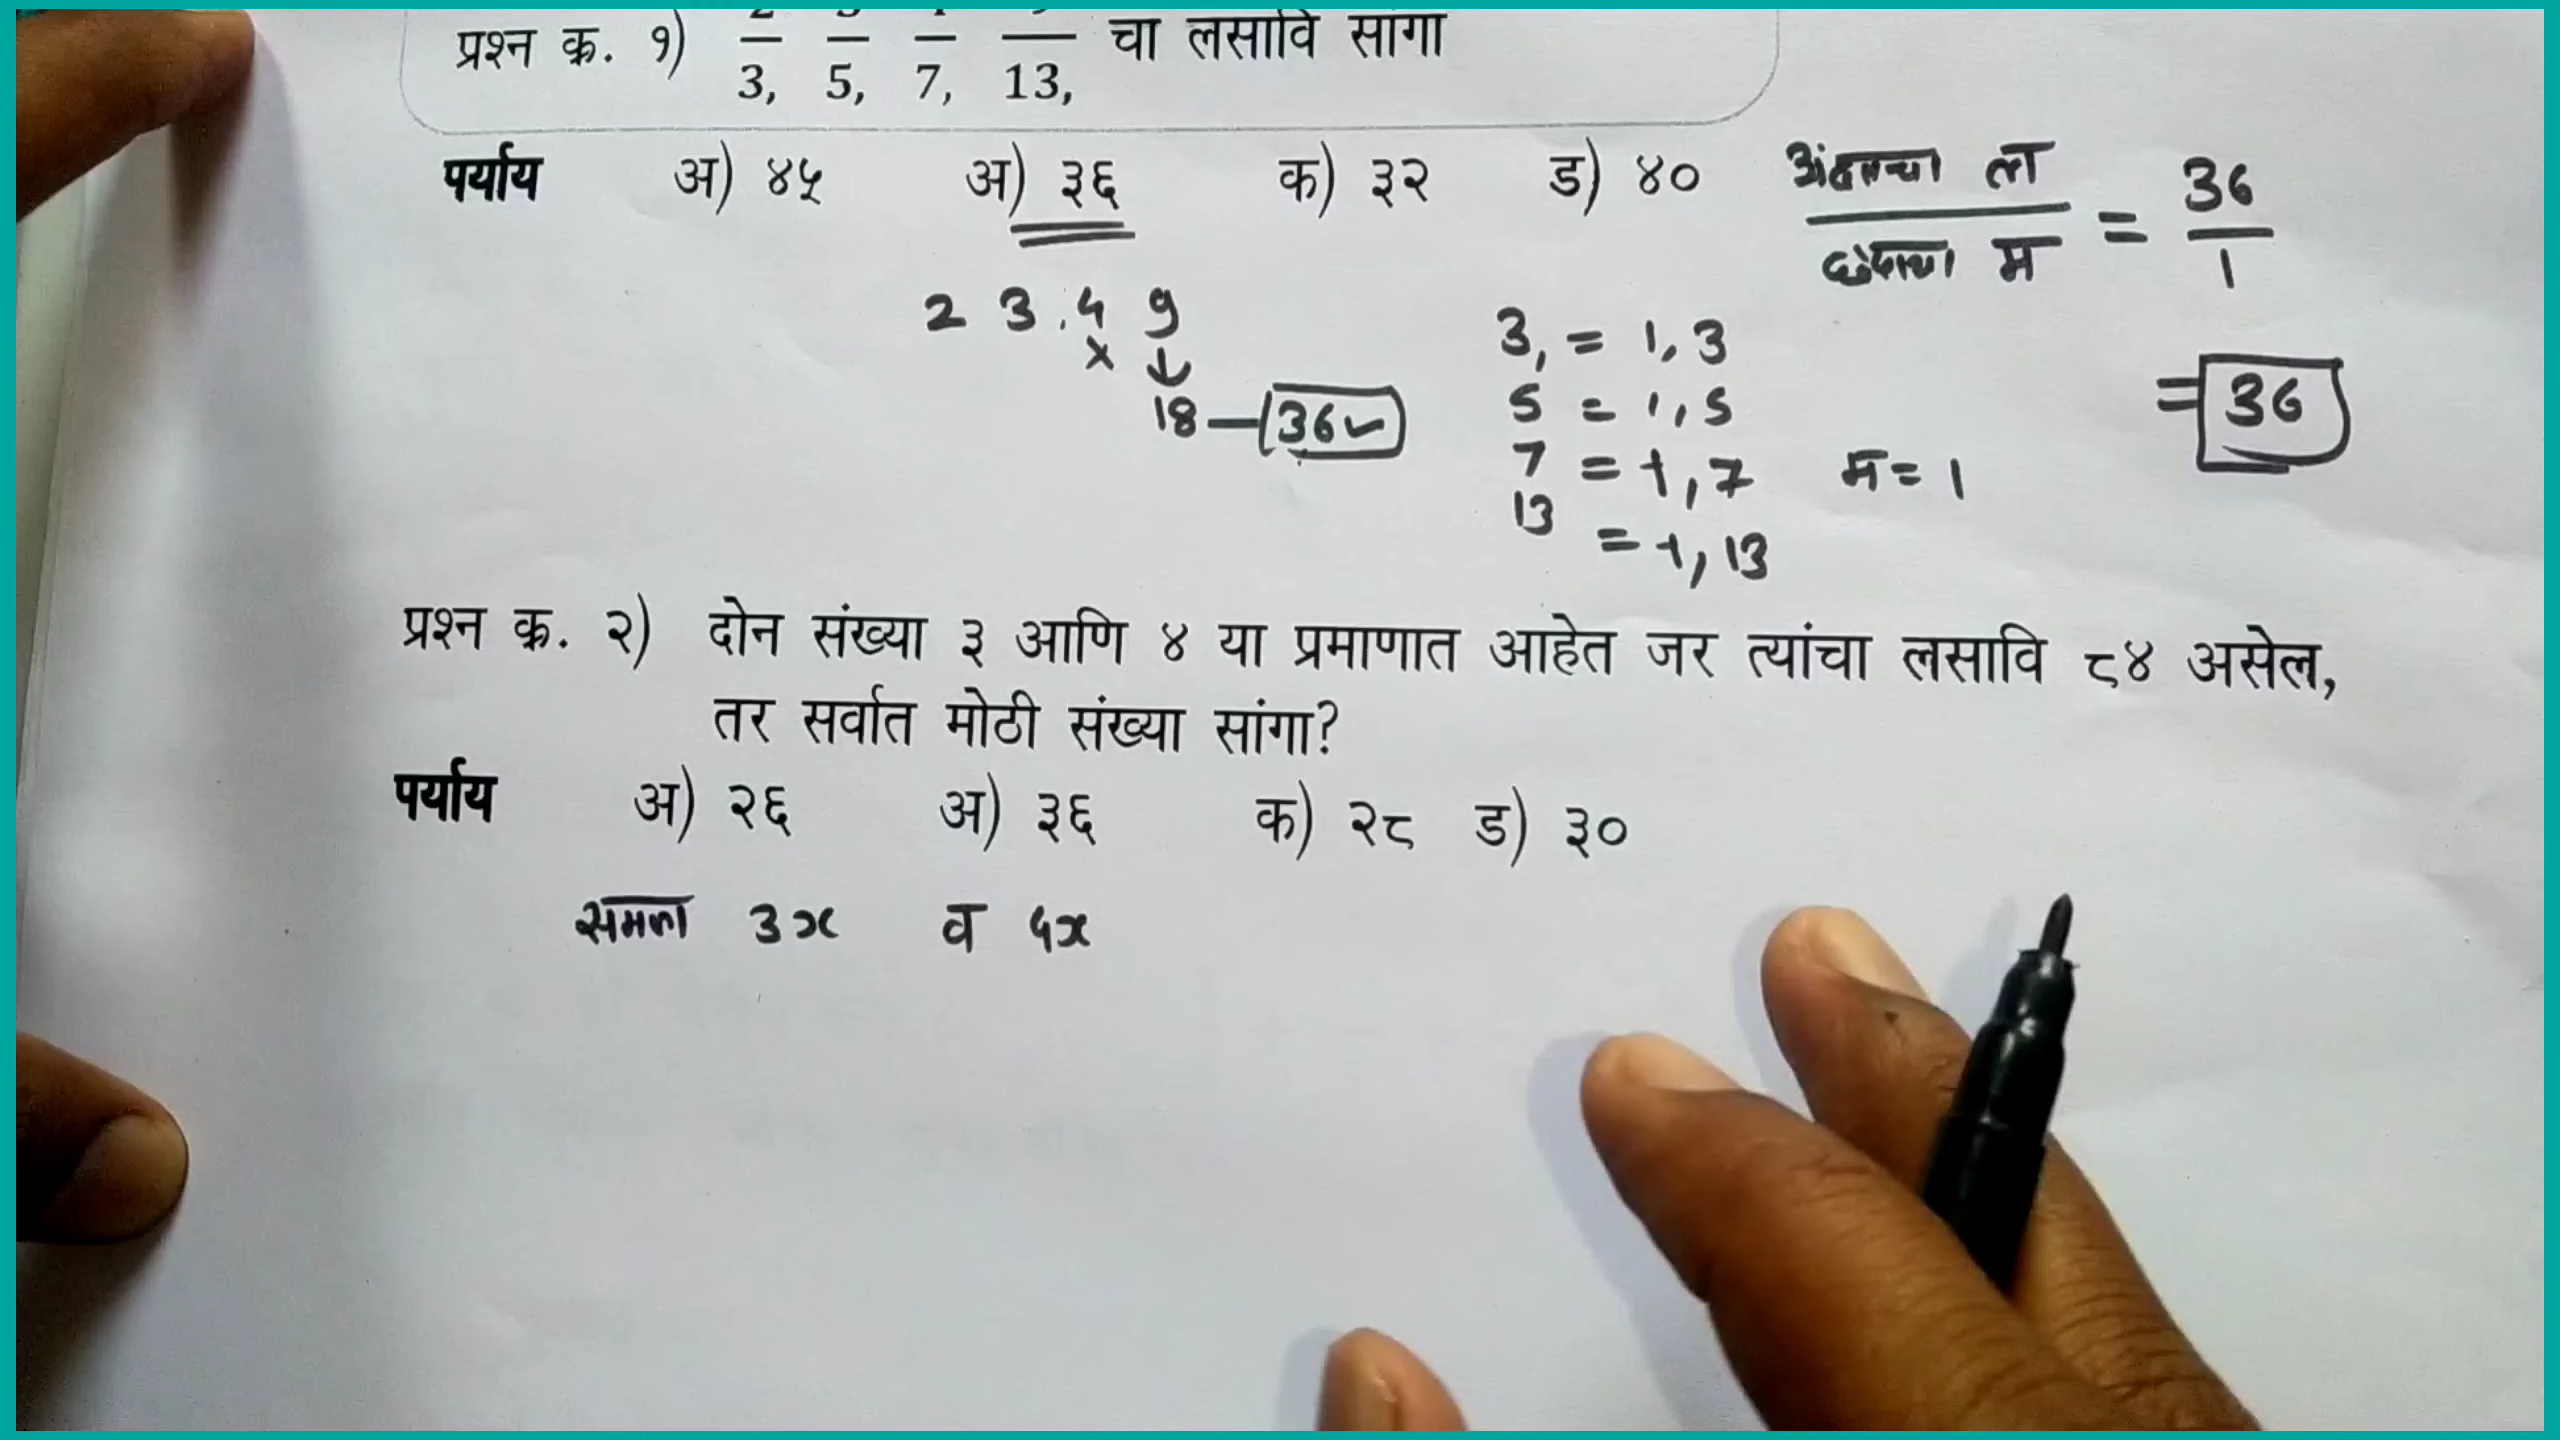 प्रश्न क्र. १) 3, 5, 7, 13, चा लसावि सांगा
पर्याय अ) ४५ अ) ३६ क) ३२ ड) ४०
अंशाचा ल = 36
छेदाचा म 1
= 36
2 3 4 9
x ↓
18 — 36 ✓
3, = 1, 3
5 = 1, 5
7 = 1, 7 म = 1
13 = 1, 13
प्रश्न क्र. २) दोन संख्या ३ आणि ४ या प्रमाणात आहेत जर त्यांचा लसावि ८४ असेल,
तर सर्वात मोठी संख्या सांगा?
पर्याय अ) २६ अ) ३६ क) २८ ड) ३०
समजा 3x व 4x